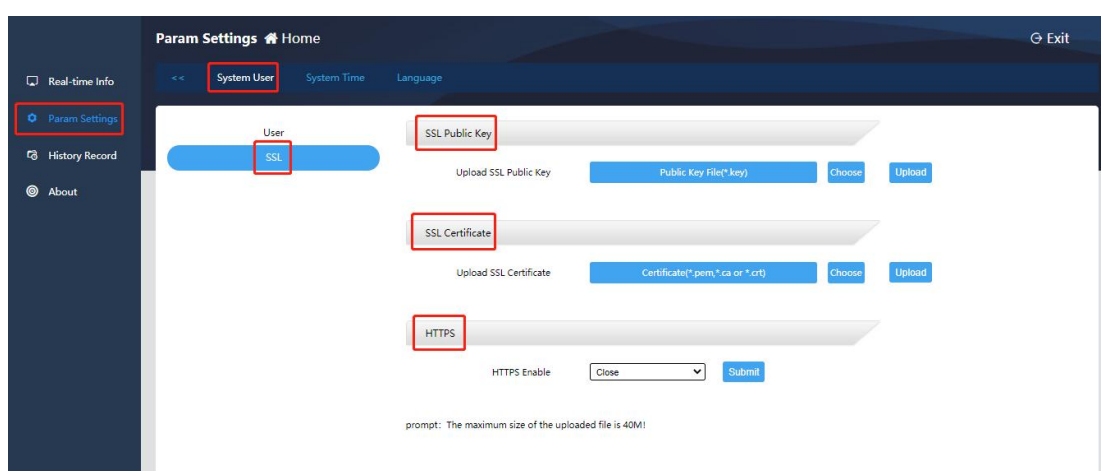 Param Settings Home
Exit
Real-time Info
Param Settings
History Record
About
<< System User System Time Language
User
SSL
SSL Public Key
Upload SSL Public Key Public Key File(*.key) Choose Upload
SSL Certificate
Upload SSL Certificate Certificate(*.pem,*.ca or *.crt) Choose Upload
HTTPS
HTTPS Enable Close Submit
prompt: The maximum size of the uploaded file is 40M!